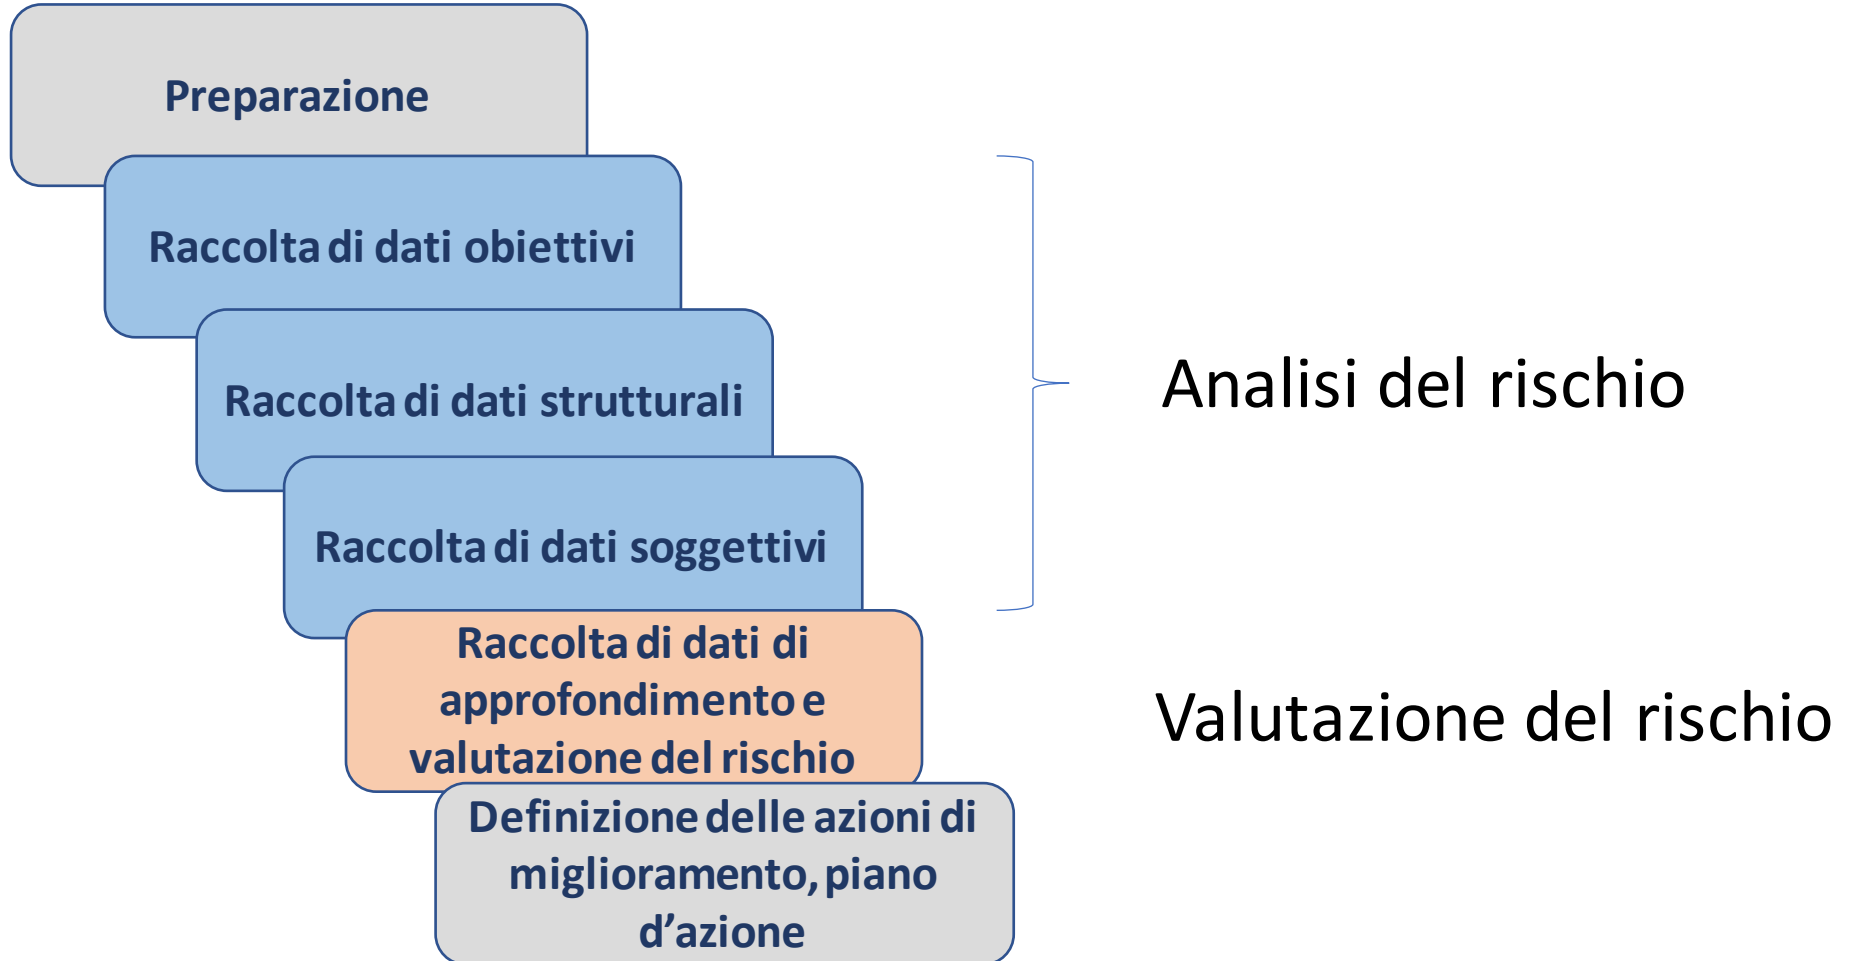 Preparazione
Raccolta di dati obiettivi
Raccolta di dati strutturali
Raccolta di dati soggettivi
Raccolta di dati di
approfondimento e
valutazione del rischio
Definizione delle azioni di
miglioramento, piano
d’azione
Analisi del rischio
Valutazione del rischio